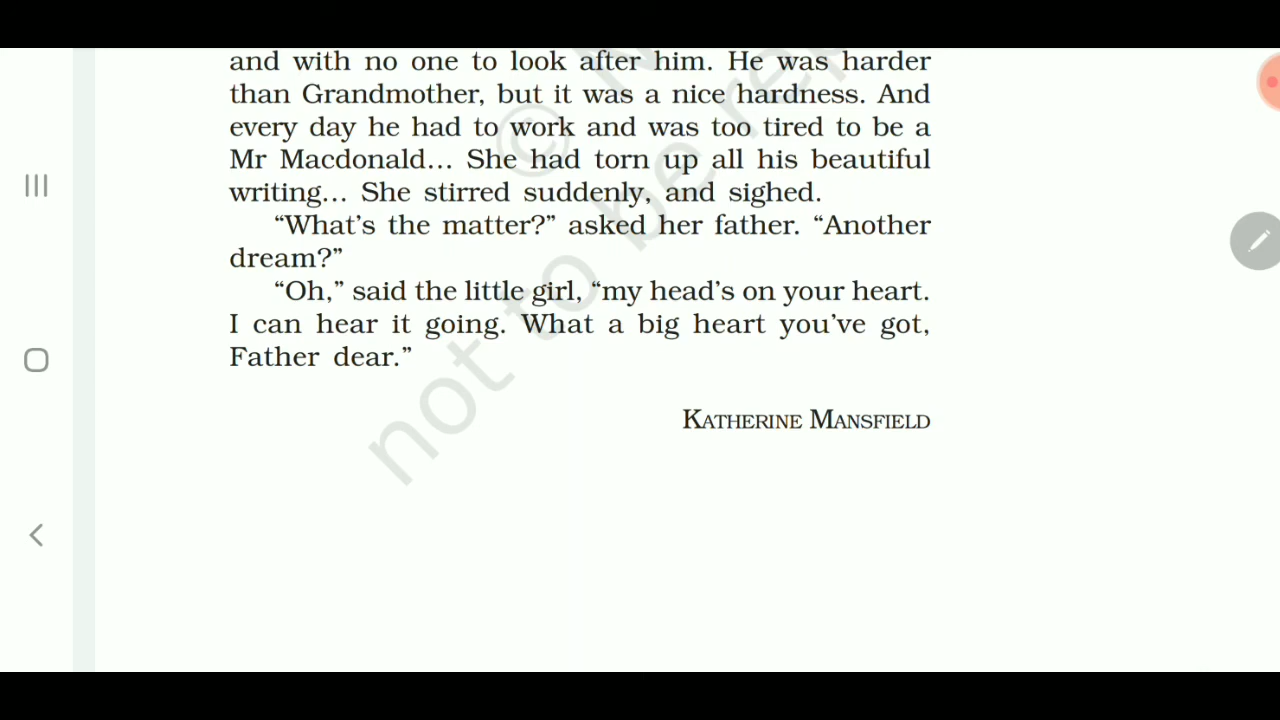 and with no one to look after him. He was harder
than Grandmother, but it was a nice hardness. And
every day he had to work and was too tired to be a
Mr Macdonald... She had torn up all his beautiful
writing... She stirred suddenly, and sighed.
“What’s the matter?” asked her father. “Another
dream?”
“Oh,” said the little girl, “my head’s on your heart.
I can hear it going. What a big heart you’ve got,
Father dear.”
KATHERINE MANSFIELD
© N
not to be rep